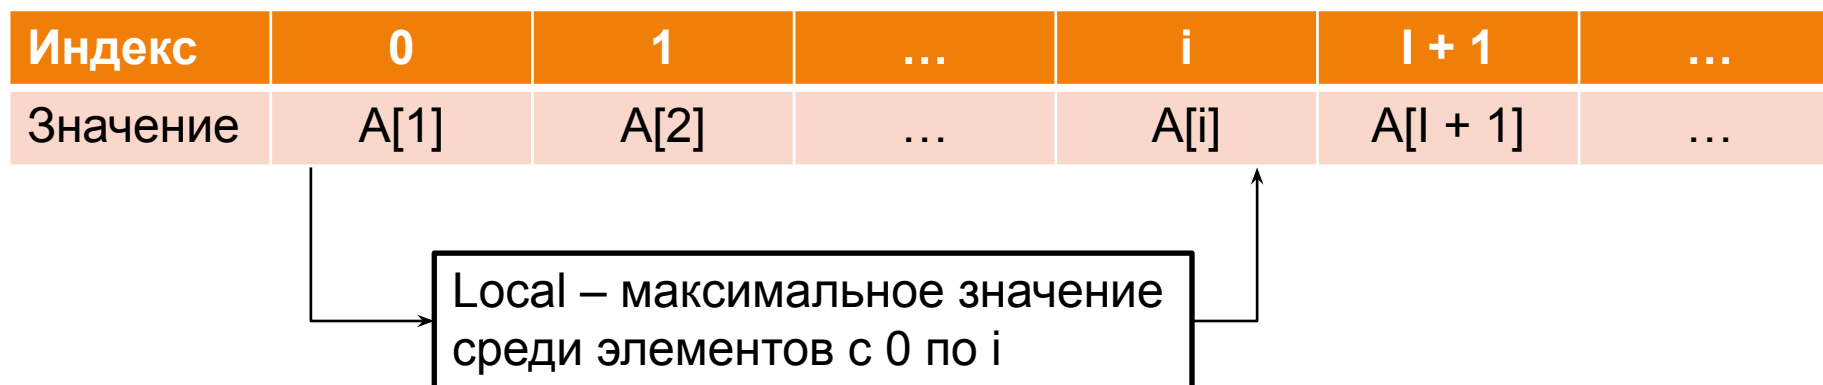 Индекс 0 1 … i I + 1 …
Значение A[1] A[2] … A[i] A[I + 1] …
Local – максимальное значение
среди элементов с 0 по i